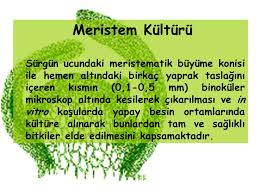 Meristem Kültürü
Sürgün ucundaki meristematik büyüme konisi
ile hemen altındaki birkaç yaprak taslağını
içeren kısmın (0,1-0,5 mm) binoküler
mikroskop altında kesilerek çıkarılması ve in
vitro koşularda yapay besin ortamlarında
kültüre alınarak bunlardan tam ve sağlıklı
bitkiler elde edilmesini kapsamaktadır.